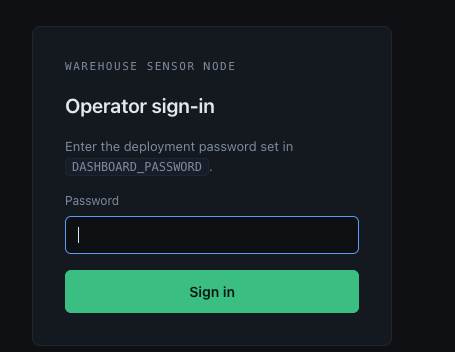 WAREHOUSE SENSOR NODE
Operator sign-in
Enter the deployment password set in
DASHBOARD_PASSWORD.
Password
Sign in